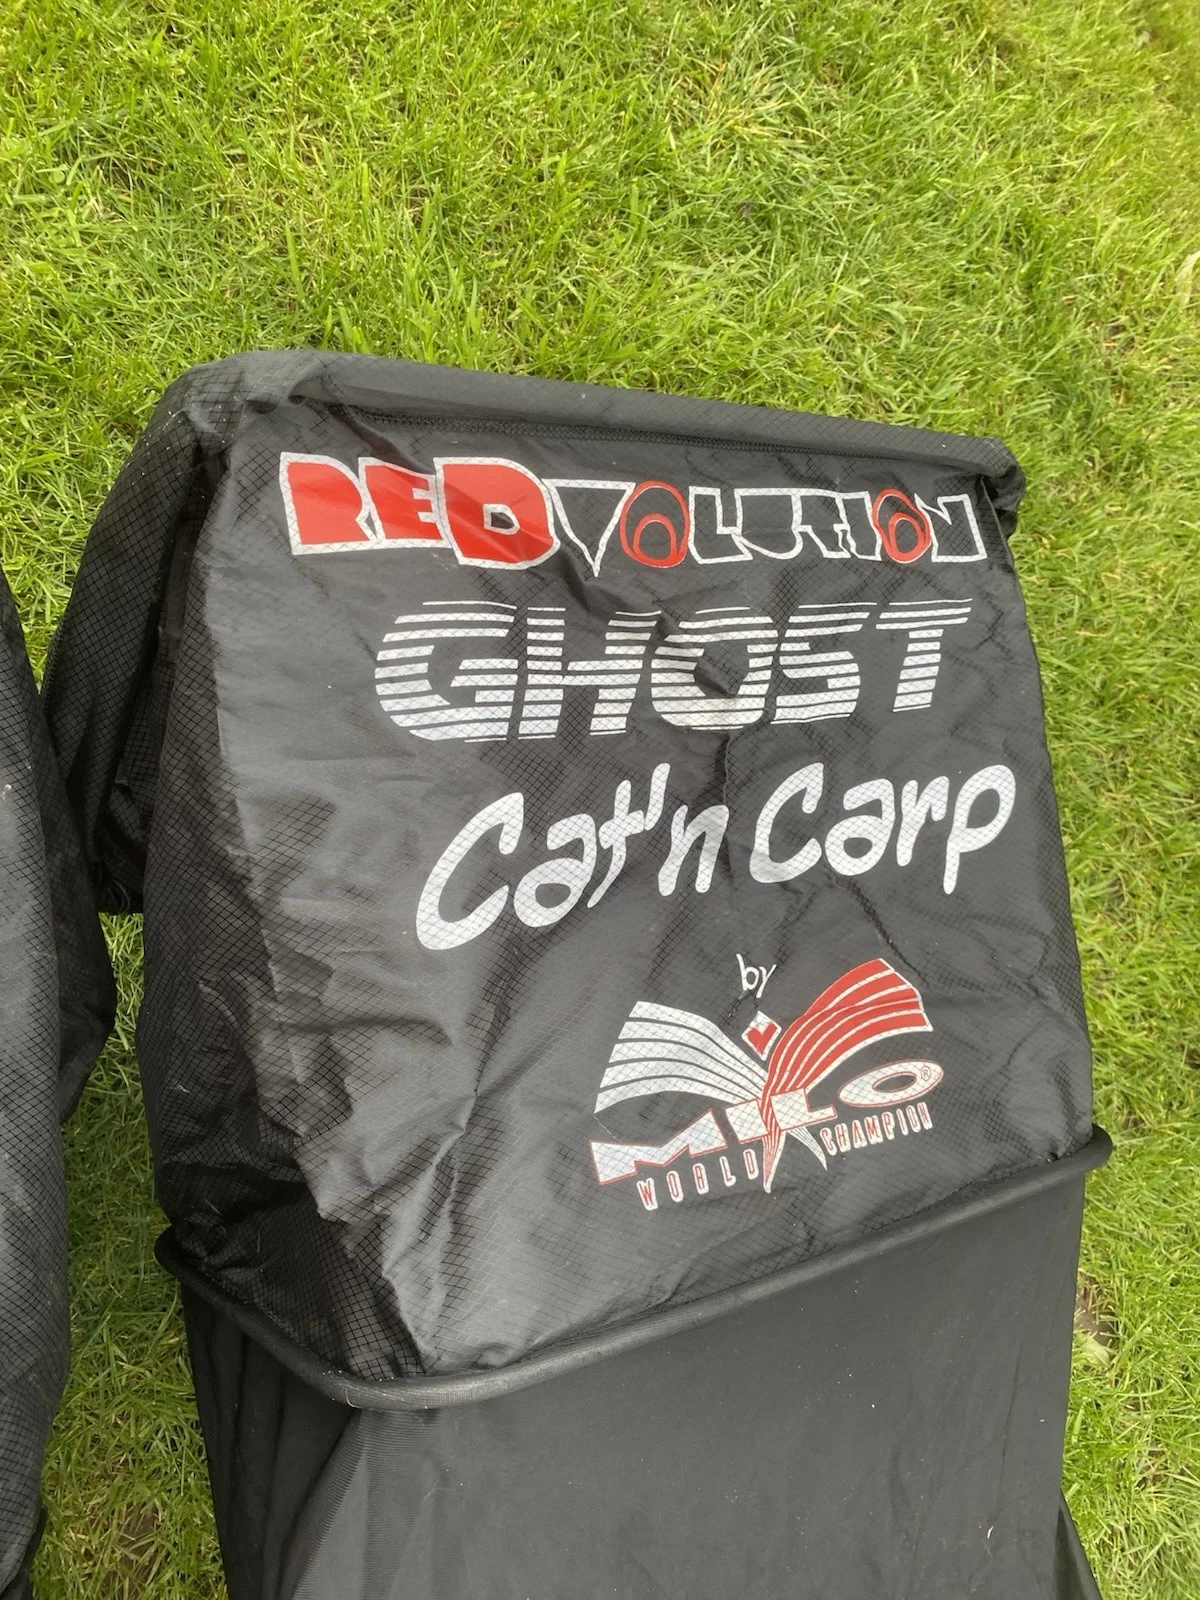 REDVOLUTION
GHOST
Cat'n Carp
by
MILO®
WORLD CHAMPION